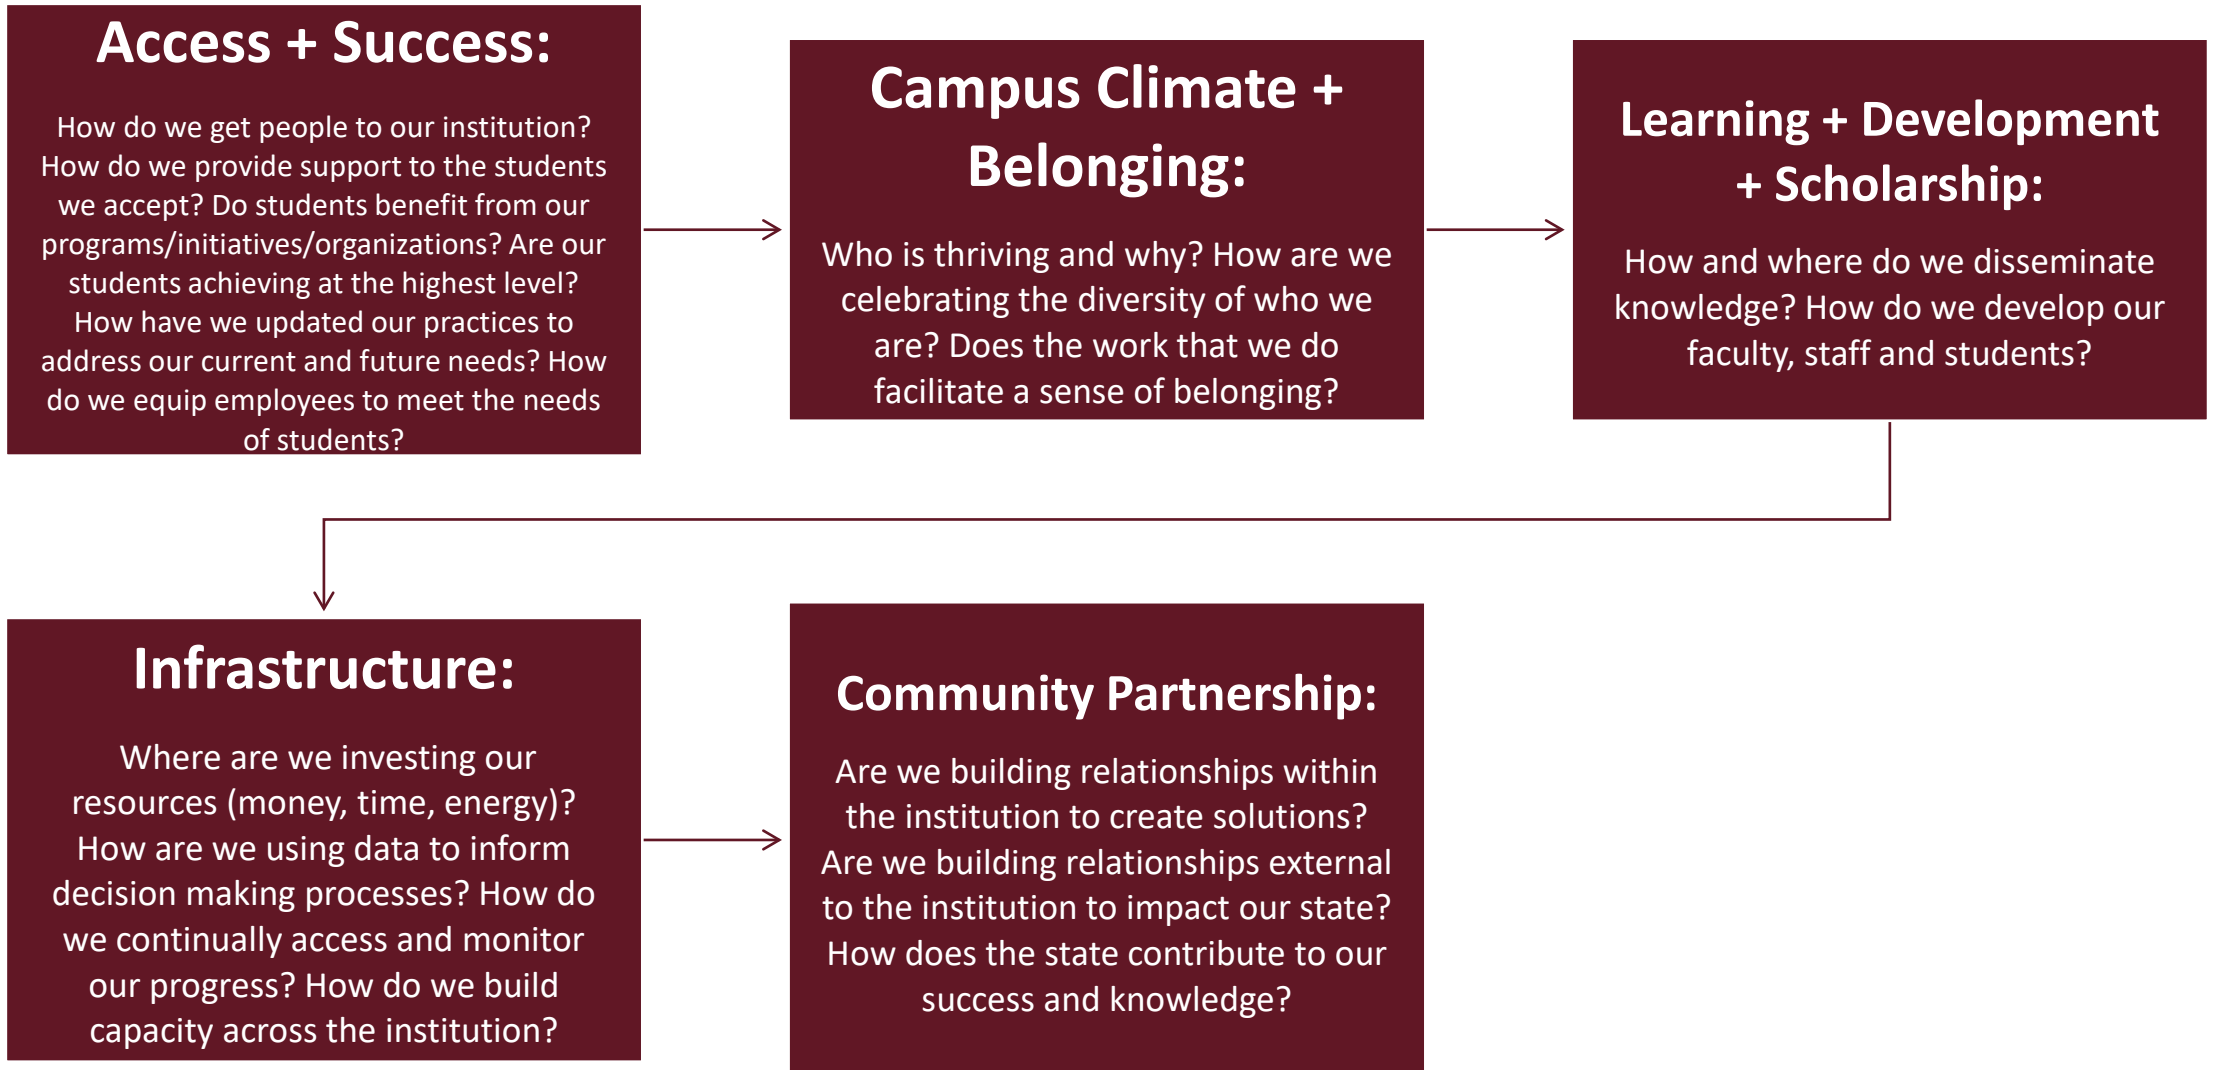 Access + Success:
How do we get people to our institution?
How do we provide support to the students
we accept? Do students benefit from our
programs/initiatives/organizations? Are our
students achieving at the highest level?
How have we updated our practices to
address our current and future needs? How
do we equip employees to meet the needs
of students?
Campus Climate +
Belonging:
Who is thriving and why? How are we
celebrating the diversity of who we
are? Does the work that we do
facilitate a sense of belonging?
Learning + Development
+ Scholarship:
How and where do we disseminate
knowledge? How do we develop our
faculty, staff and students?
Infrastructure:
Where are we investing our
resources (money, time, energy)?
How are we using data to inform
decision making processes? How do
we continually access and monitor
our progress? How do we build
capacity across the institution?
Community Partnership:
Are we building relationships within
the institution to create solutions?
Are we building relationships external
to the institution to impact our state?
How does the state contribute to our
success and knowledge?